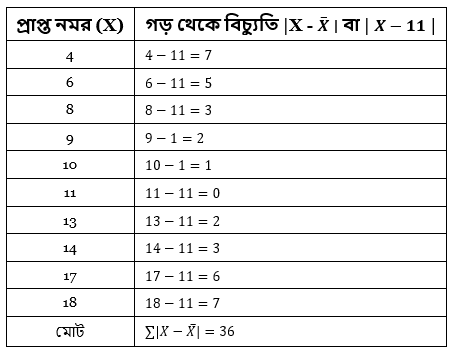 প্রাপ্ত নমর (X) গড় থেকে বিচ্যুতি |X - X̄ | বা | X − 11 |
4 4 − 11 = 7
6 6 − 11 = 5
8 8 − 11 = 3
9 9 − 1 = 2
10 10 − 1 = 1
11 11 − 11 = 0
13 13 − 11 = 2
14 14 − 11 = 3
17 17 − 11 = 6
18 18 − 11 = 7
মোট ∑|X − X̄| = 36